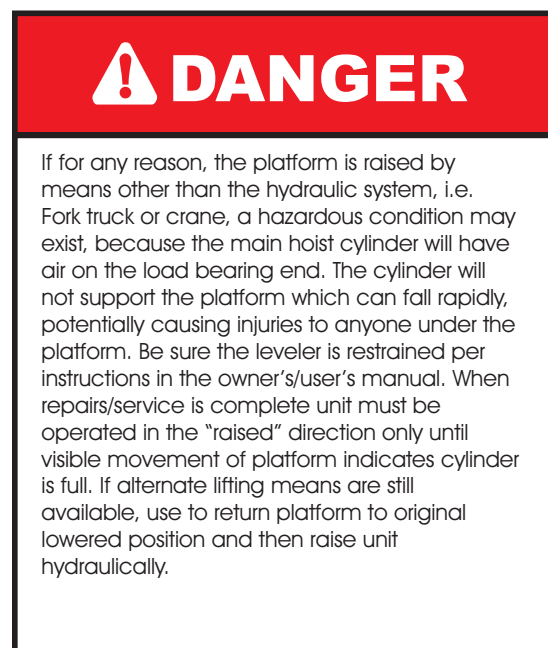 DANGER
If for any reason, the platform is raised by
means other than the hydraulic system, i.e.
Fork truck or crane, a hazardous condition may
exist, because the main hoist cylinder will have
air on the load bearing end. The cylinder will
not support the platform which can fall rapidly,
potentially causing injuries to anyone under the
platform. Be sure the leveler is restrained per
instructions in the owner’s/user’s manual. When
repairs/service is complete unit must be
operated in the “raised” direction only until
visible movement of platform indicates cylinder
is full. If alternate lifting means are still
available, use to return platform to original
lowered position and then raise unit
hydraulically.